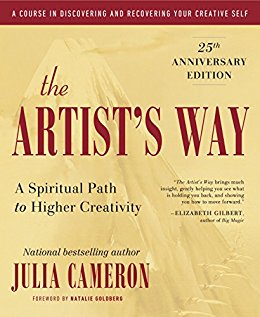 A COURSE IN DISCOVERING AND RECOVERING YOUR CREATIVE SELF
25th
ANNIVERSARY
EDITION
the
ARTIST'S WAY
A Spiritual Path
to Higher Creativity
"The Artist's Way brings much
insight, gently helping you see what
is holding you back, and showing
you how to move forward."
—ELIZABETH GILBERT,
author of Big Magic
National bestselling author
JULIA CAMERON
FOREWORD BY NATALIE GOLDBERG